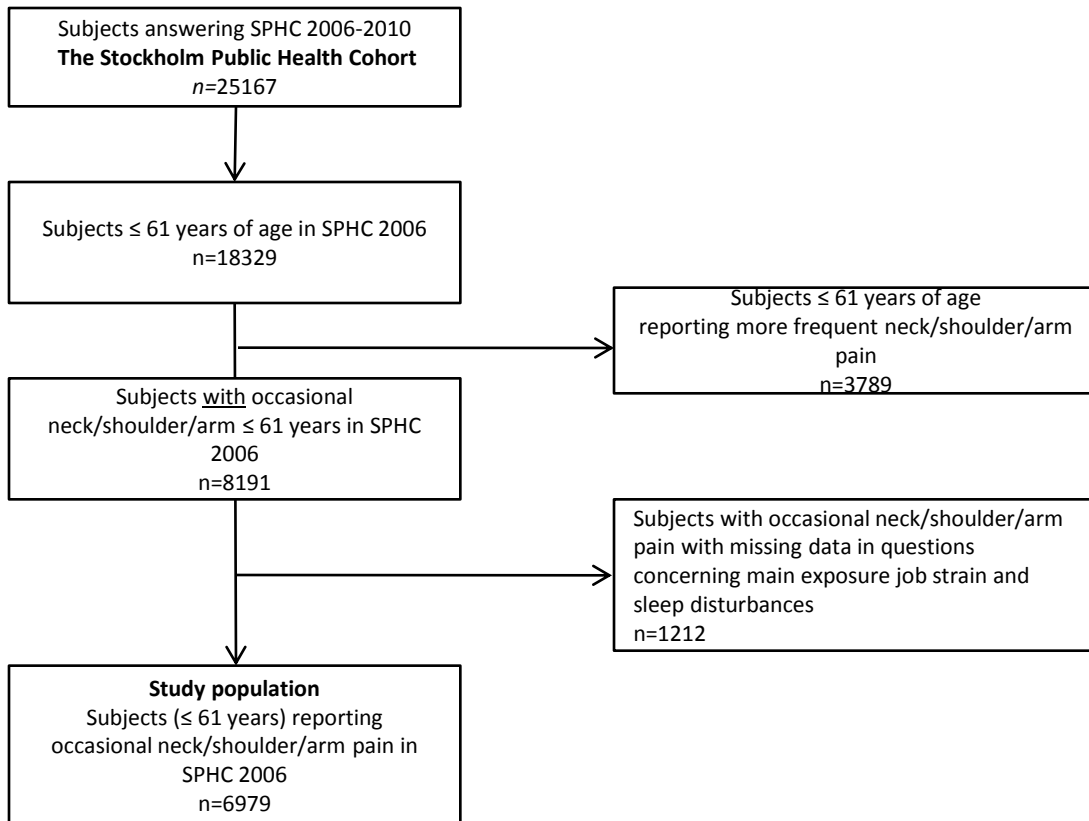 Subjects answering SPHC 2006-2010
The Stockholm Public Health Cohort
n=25167
Subjects ≤ 61 years of age in SPHC 2006
n=18329
Subjects ≤ 61 years of age
reporting more frequent neck/shoulder/arm
pain
n=3789
Subjects with occasional
neck/shoulder/arm ≤ 61 years in SPHC
2006
n=8191
Subjects with occasional neck/shoulder/arm
pain with missing data in questions
concerning main exposure job strain and
sleep disturbances
n=1212
Study population
Subjects (≤ 61 years) reporting
occasional neck/shoulder/arm pain in
SPHC 2006
n=6979